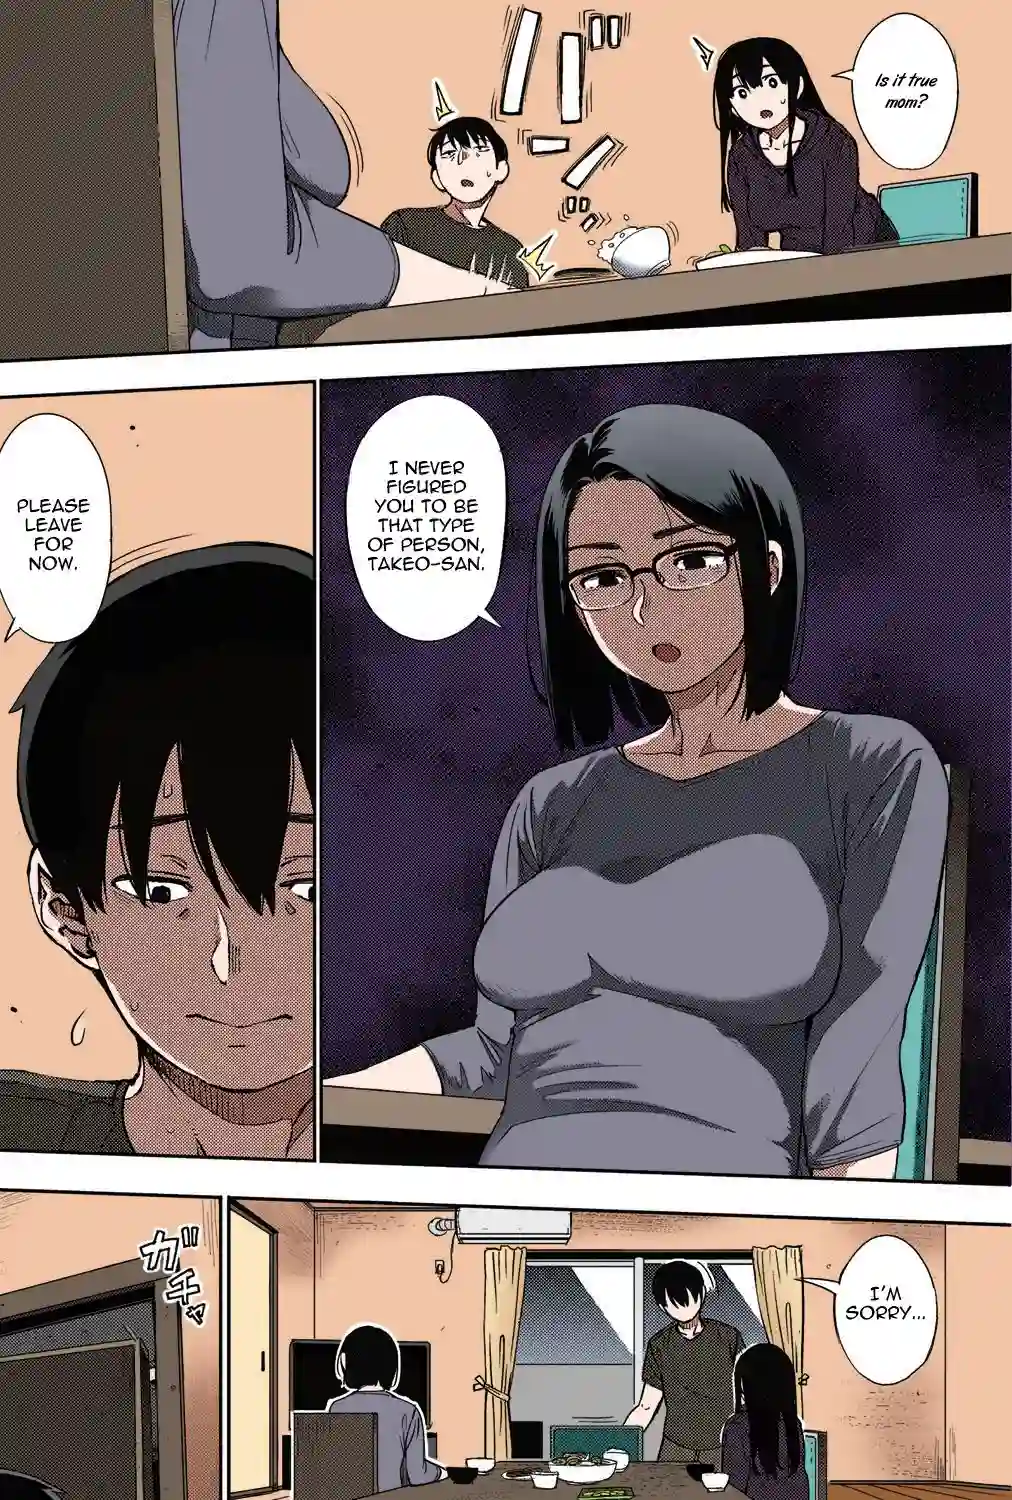 Is it true
mom?
I NEVER
FIGURED
YOU TO BE
THAT TYPE
OF PERSON,
TAKEO-SAN.
PLEASE
LEAVE
FOR
NOW.
I'M
SORRY...
ガチャ